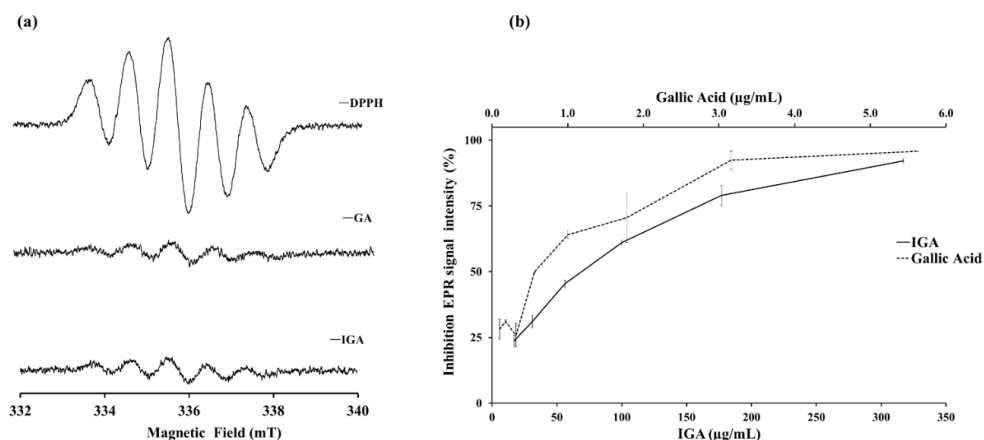 (a)
—DPPH
—GA
—IGA
332 334 336 338 340
Magnetic Field (mT)
(b)
Gallic Acid (µg/mL)
0.0 1.0 2.0 3.0 4.0 5.0 6.0
Inhibition EPR signal intensity (%)
100
75
50
25
0
IGA
Gallic Acid
0 50 100 150 200 250 300 350
IGA (µg/mL)